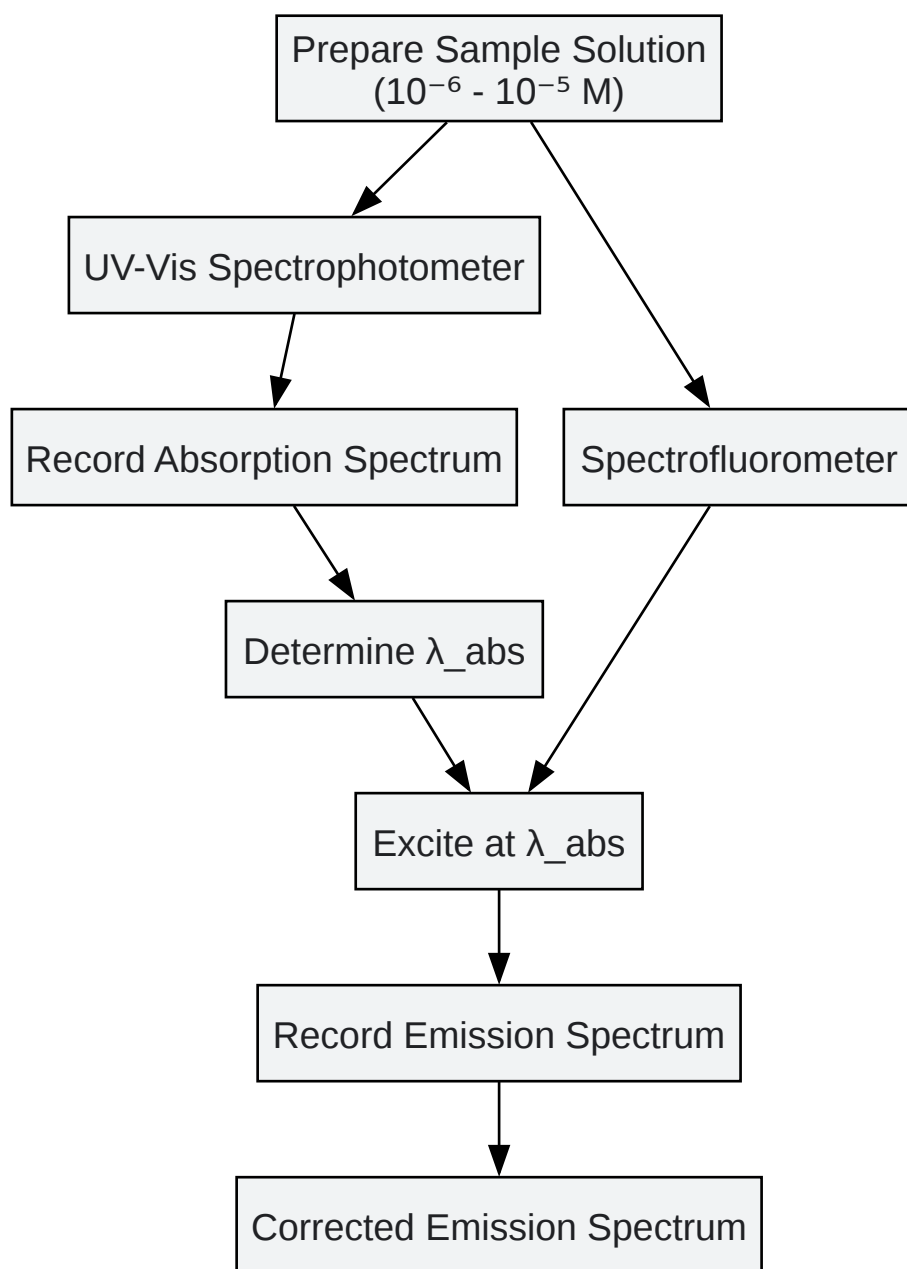 Prepare Sample Solution
(10⁻⁶ - 10⁻⁵ M)
UV-Vis Spectrophotometer
Record Absorption Spectrum
Spectrofluorometer
Determine λ_abs
Excite at λ_abs
Record Emission Spectrum
Corrected Emission Spectrum